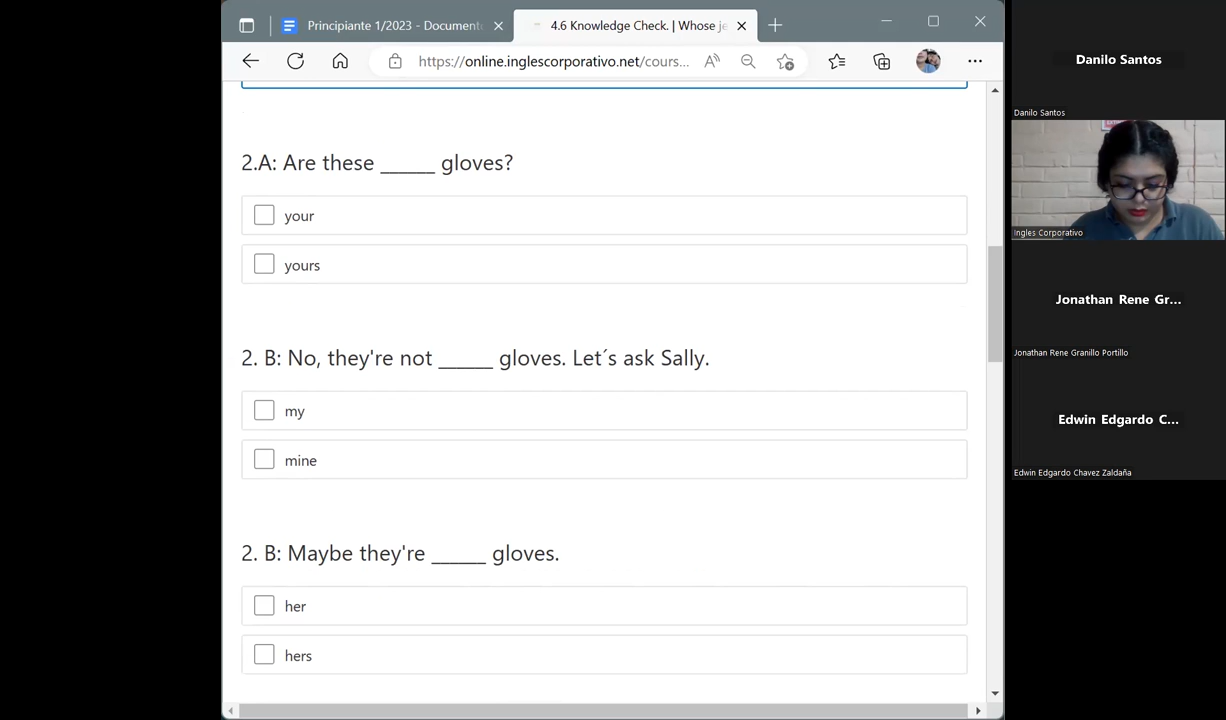 Principiante 1/2023 - Documento
4.6 Knowledge Check. | Whose je
https://online.inglescorporativo.net/cours...
2.A: Are these ______ gloves?
your
yours
2. B: No, they're not ______ gloves. Let´s ask Sally.
my
mine
2. B: Maybe they're ______ gloves.
her
hers
Danilo Santos
Danilo Santos
Ingles Corporativo
Jonathan Rene Gr...
Jonathan Rene Granillo Portillo
Edwin Edgardo C...
Edwin Edgardo Chavez Zaldaña